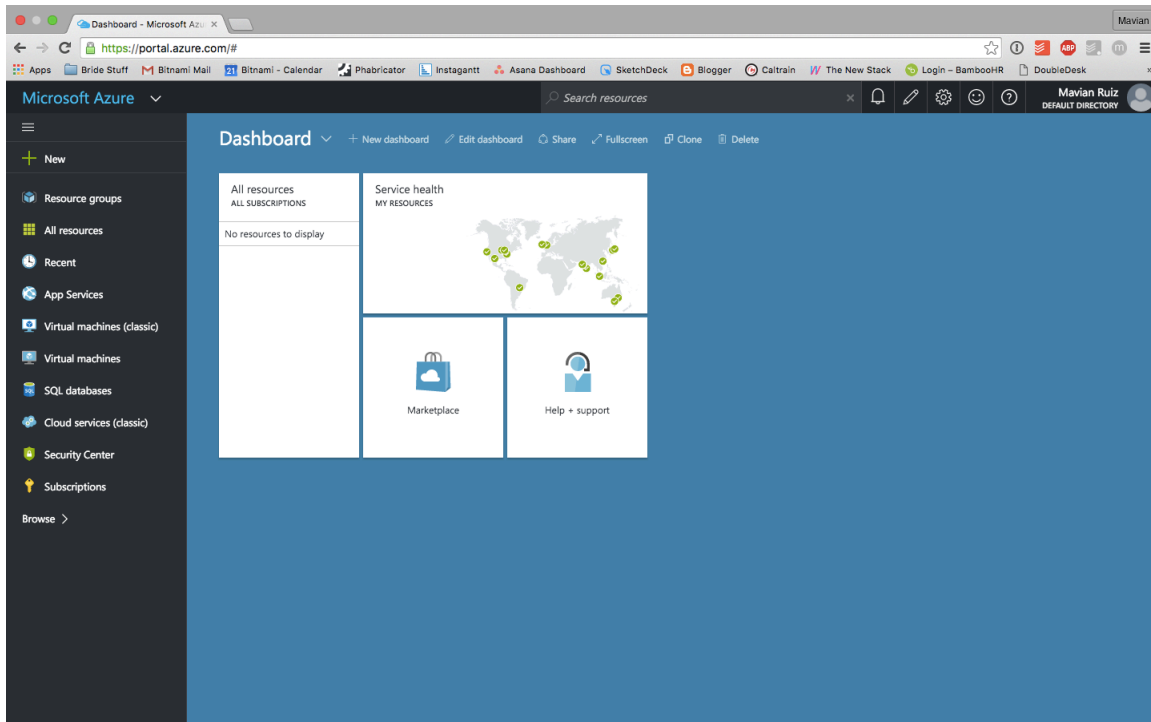 Dashboard - Microsoft Azu
Mavian
https://portal.azure.com/#
Apps Bride Stuff Bitnami Mail 21 Bitnami - Calendar Phabricator Instagantt Asana Dashboard SketchDeck Blogger Caltrain The New Stack Login – BambooHR DoubleDesk »
Microsoft Azure Search resources Mavian Ruiz
DEFAULT DIRECTORY
Dashboard New dashboard Edit dashboard Share Fullscreen Clone Delete
New
Resource groups
All resources
Recent
App Services
Virtual machines (classic)
Virtual machines
SQL databases
Cloud services (classic)
Security Center
Subscriptions
Browse >
All resources
ALL SUBSCRIPTIONS
No resources to display
Service health
MY RESOURCES
Marketplace
Help + support